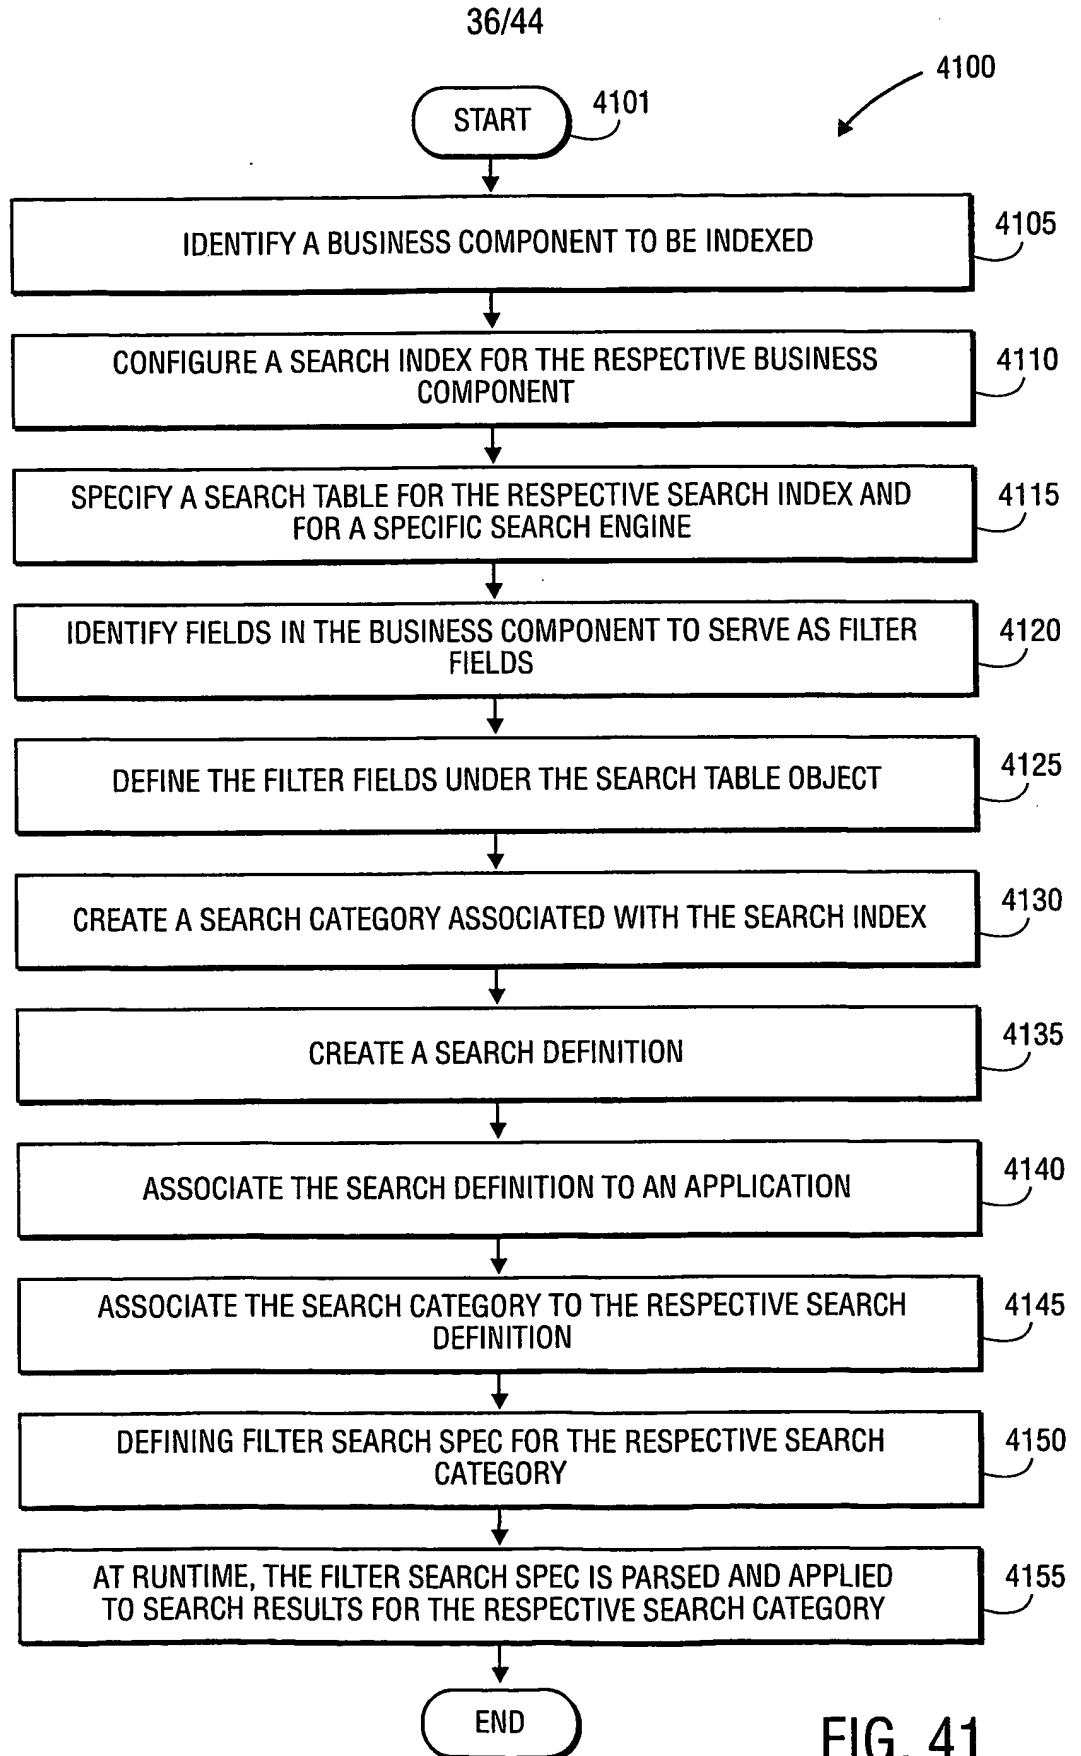 36/44
4100
START
4101
IDENTIFY A BUSINESS COMPONENT TO BE INDEXED
4105
CONFIGURE A SEARCH INDEX FOR THE RESPECTIVE BUSINESS
COMPONENT
4110
SPECIFY A SEARCH TABLE FOR THE RESPECTIVE SEARCH INDEX AND
FOR A SPECIFIC SEARCH ENGINE
4115
IDENTIFY FIELDS IN THE BUSINESS COMPONENT TO SERVE AS FILTER
FIELDS
4120
DEFINE THE FILTER FIELDS UNDER THE SEARCH TABLE OBJECT
4125
CREATE A SEARCH CATEGORY ASSOCIATED WITH THE SEARCH INDEX
4130
CREATE A SEARCH DEFINITION
4135
ASSOCIATE THE SEARCH DEFINITION TO AN APPLICATION
4140
ASSOCIATE THE SEARCH CATEGORY TO THE RESPECTIVE SEARCH
DEFINITION
4145
DEFINING FILTER SEARCH SPEC FOR THE RESPECTIVE SEARCH
CATEGORY
4150
AT RUNTIME, THE FILTER SEARCH SPEC IS PARSED AND APPLIED
TO SEARCH RESULTS FOR THE RESPECTIVE SEARCH CATEGORY
4155
END
FIG. 41